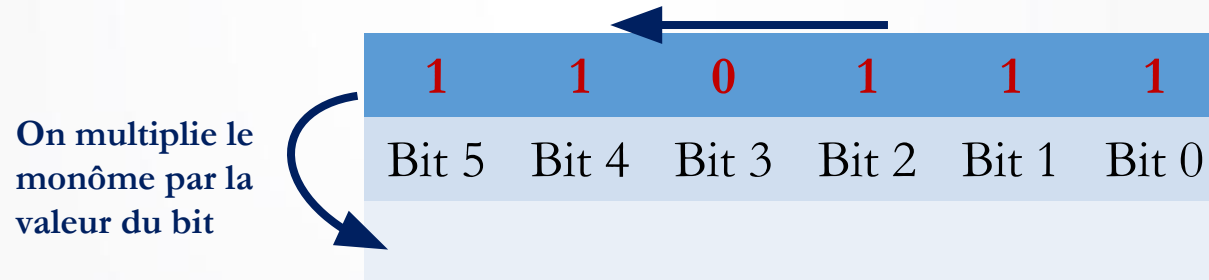 1 1 0 1 1 1
On multiplie le
monôme par la
valeur du bit
Bit 5 Bit 4 Bit 3 Bit 2 Bit 1 Bit 0